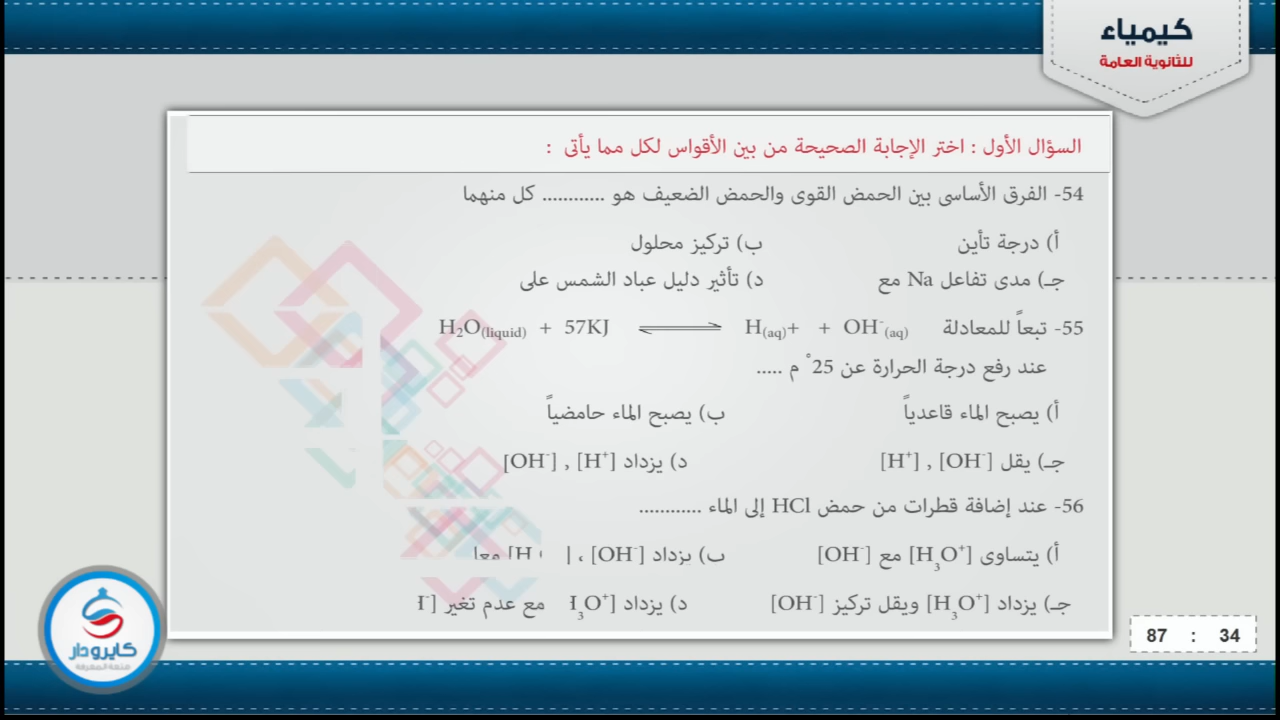 كيمياء
للثانوية العامة
السؤال الأول : اختر الإجابة الصحيحة من بين الأقواس لكل مما يأتى :
54- الفرق الأساسى بين الحمض القوى والحمض الضعيف هو ............ كل منهما
أ) درجة تأين ب) تركيز محلول
جـ) مدى تفاعل Na مع د) تأثير دليل عباد الشمس على
55- تبعاً للمعادلة H₂O(liquid) + 57KJ ⇌ H(aq)+ + OH⁻(aq)
عند رفع درجة الحرارة عن 25° م .....
أ) يصبح الماء قاعدياً ب) يصبح الماء حامضياً
جـ) يقل [OH⁻] , [H⁺] د) يزداد [H⁺] , [OH⁻]
56- عند إضافة قطرات من حمض HCl إلى الماء ............
أ) يتساوى [H₃O⁺] مع [OH⁻] ب) يزداد [OH⁻] ، معا
جـ) يزداد [H₃O⁺] ويقل تركيز [OH⁻] د) يزداد مع عدم تغير
87 : 34
كايرودار
متعة المعرفة